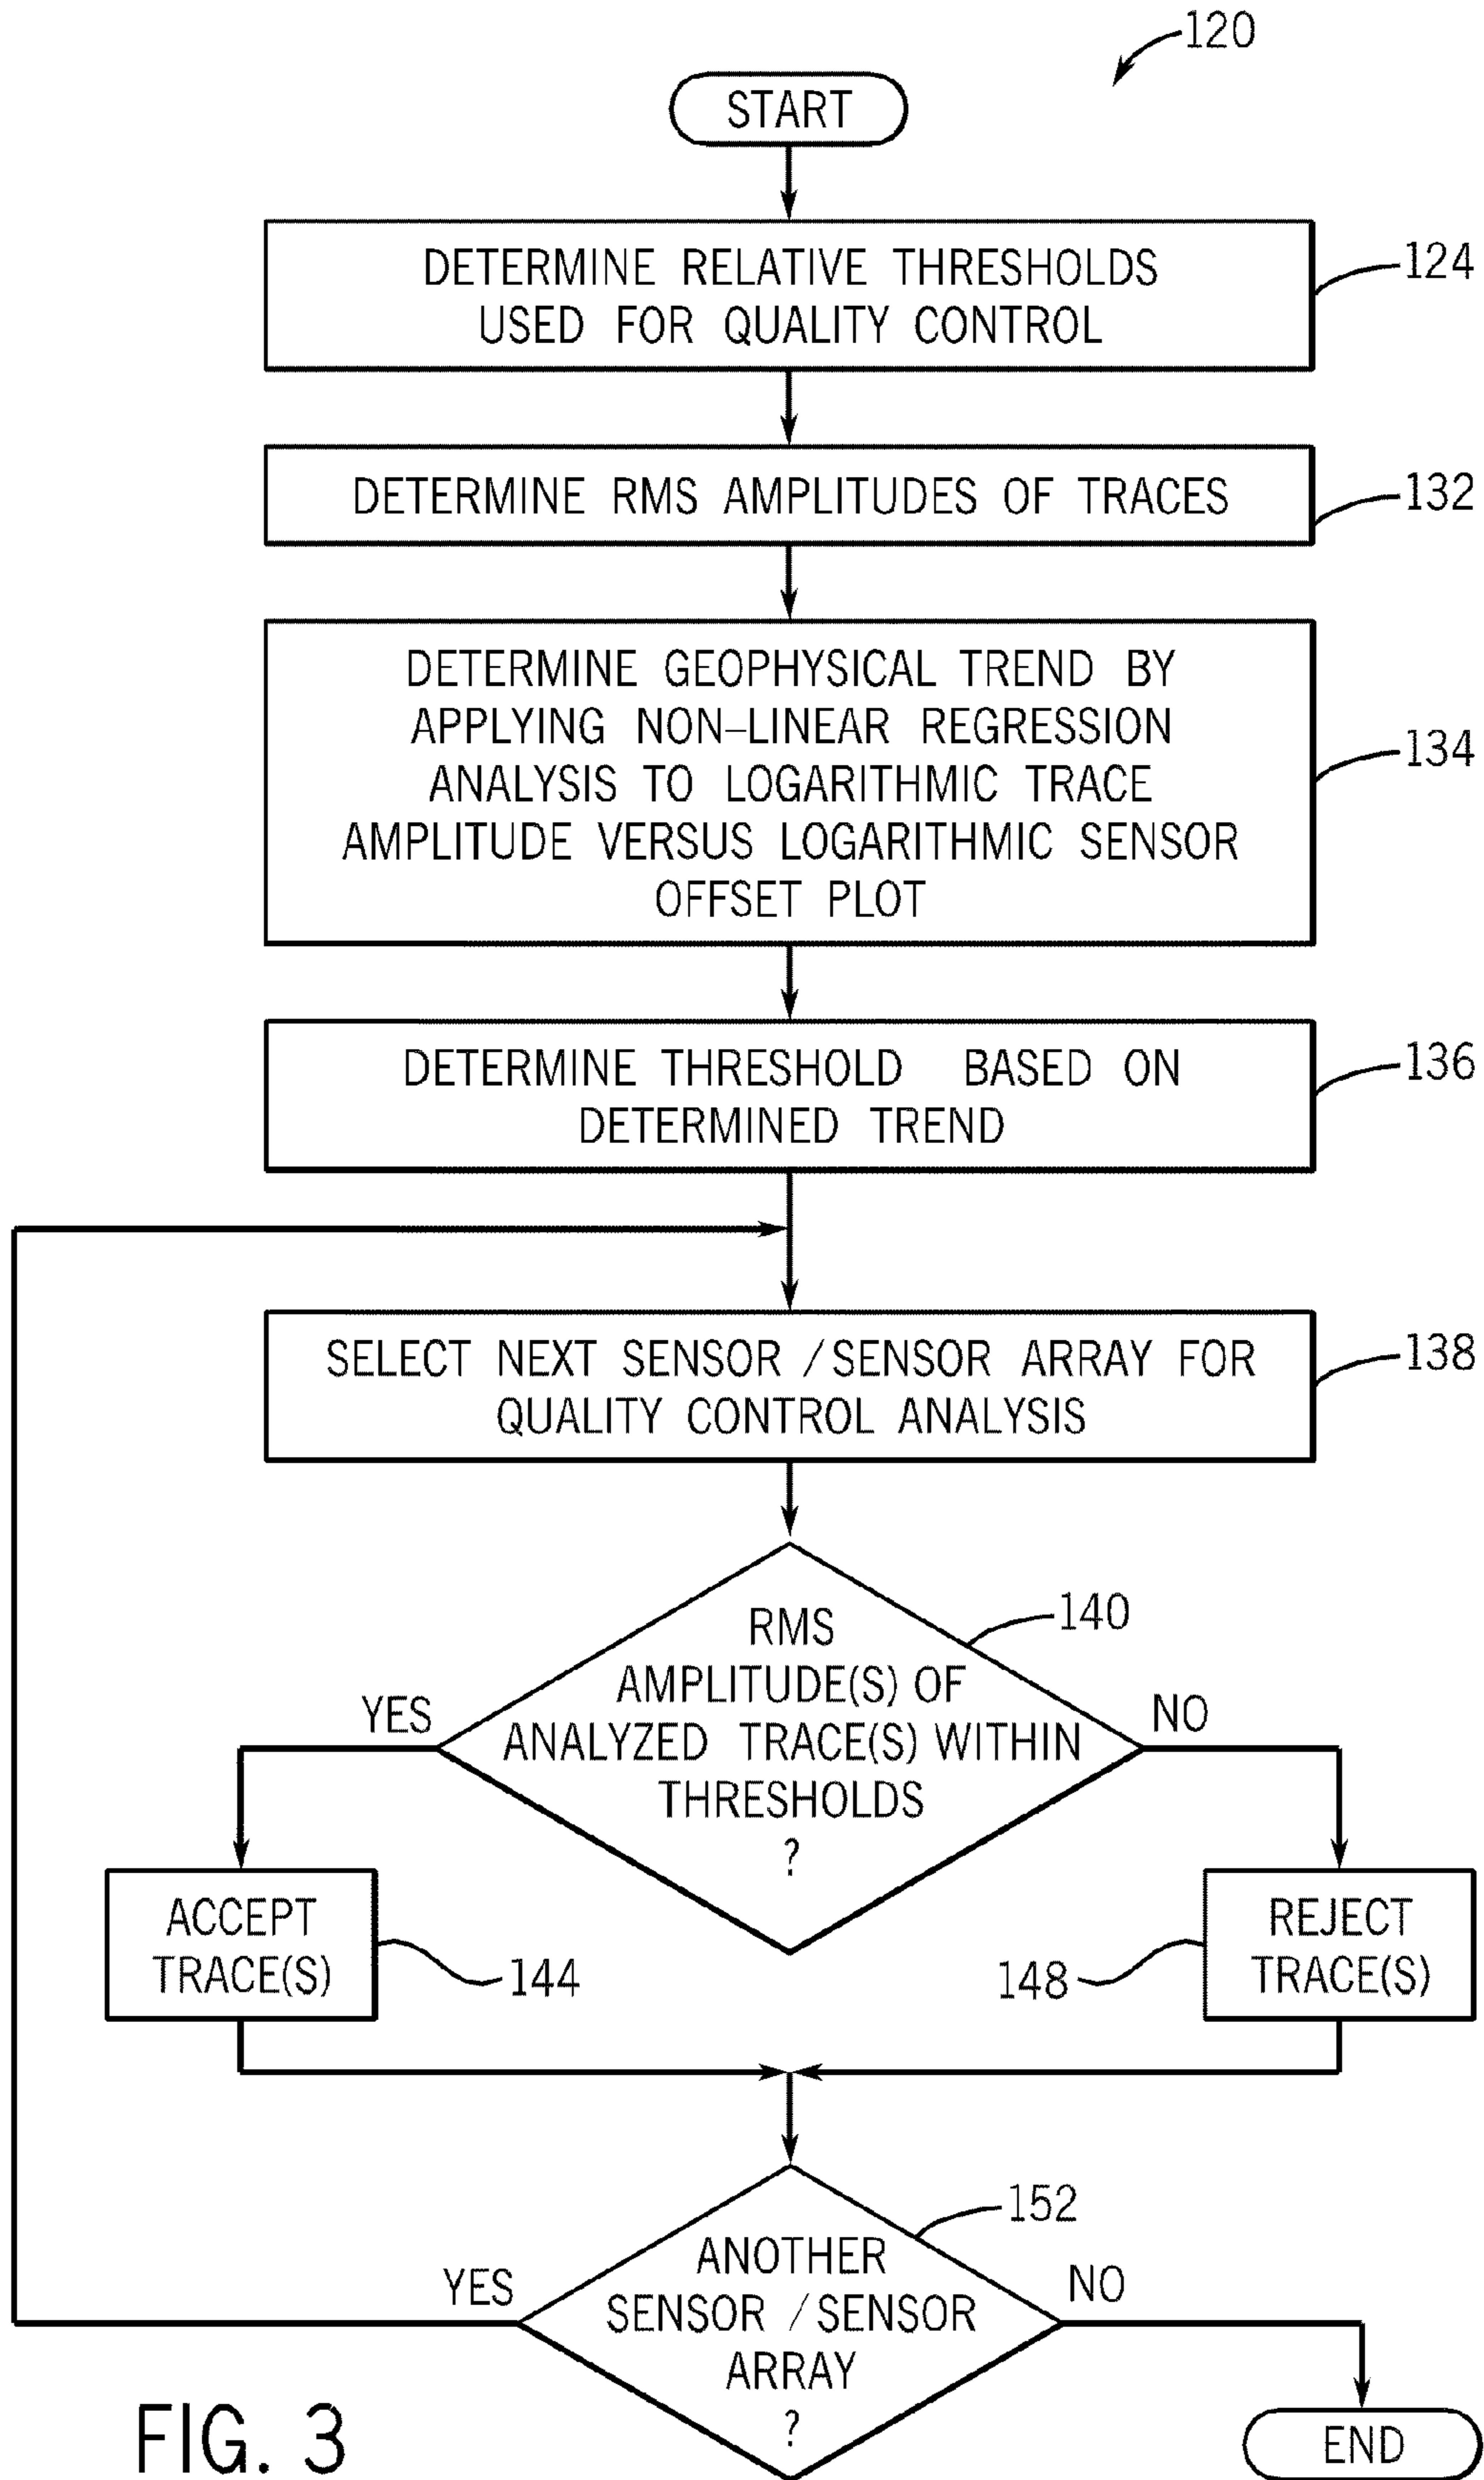 120
START
DETERMINE RELATIVE THRESHOLDS
USED FOR QUALITY CONTROL
124
DETERMINE RMS AMPLITUDES OF TRACES
132
DETERMINE GEOPHYSICAL TREND BY
APPLYING NON–LINEAR REGRESSION
ANALYSIS TO LOGARITHMIC TRACE
AMPLITUDE VERSUS LOGARITHMIC SENSOR
OFFSET PLOT
134
DETERMINE THRESHOLD BASED ON
DETERMINED TREND
136
SELECT NEXT SENSOR /SENSOR ARRAY FOR
QUALITY CONTROL ANALYSIS
138
RMS
AMPLITUDE(S) OF
ANALYZED TRACE(S) WITHIN
THRESHOLDS
?
140
YES
NO
ACCEPT
TRACE(S)
144
REJECT
TRACE(S)
148
ANOTHER
SENSOR /SENSOR
ARRAY
?
152
YES
NO
END
FIG. 3